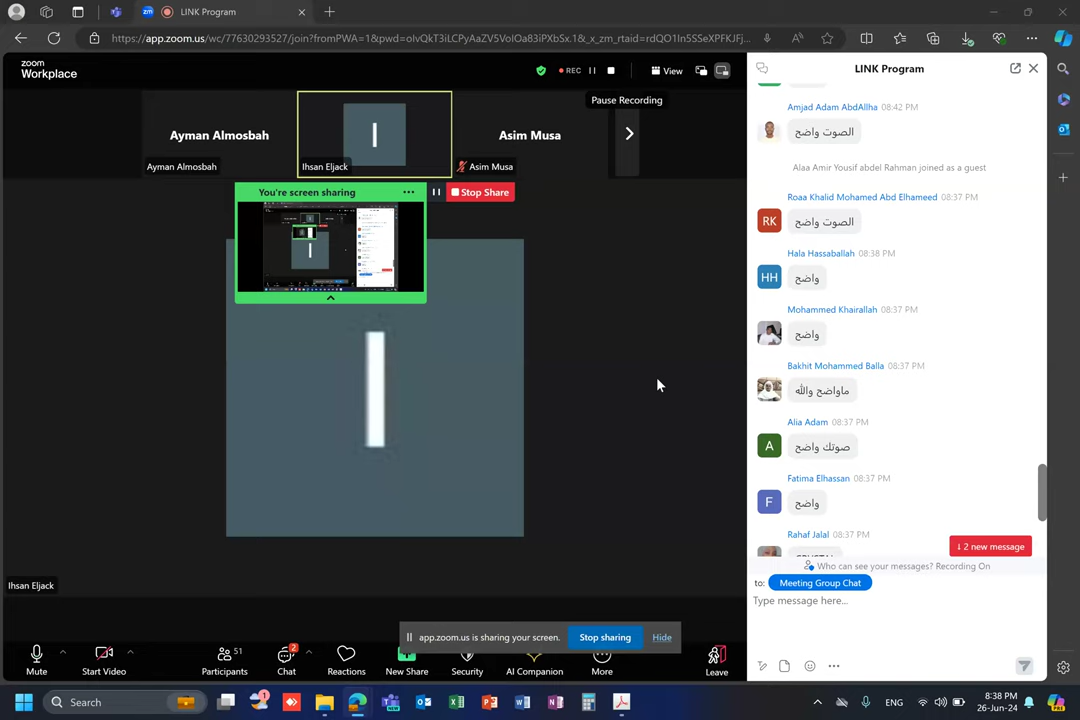 LINK Program
https://app.zoom.us/wc/77630293527/join?fromPWA=1&pwd=oIvQkT3iLCPyAaZV5VoIOa83iPXbSx.1&_x_zm_rtaid=rdQO1In5SSeXPFKJF...
zoom
Workplace
REC
View
Pause Recording
Ayman Almosbah
Ayman Almosbah
Ihsan Eljack
Asim Musa
Asim Musa
You're screen sharing
Stop Share
Ihsan Eljack
LINK Program
Amjad Adam AbdAllha 08:42 PM
الصوت واضح
Alaa Amir Yousif abdel Rahman joined as a guest
Roaa Khalid Mohamed Abd Elhameed 08:37 PM
RK
الصوت واضح
Hala Hassaballah 08:38 PM
HH
واضح
Mohammed Khairallah 08:37 PM
واضح
Bakhit Mohammed Balla 08:37 PM
ماواضح والله
Alia Adam 08:37 PM
A
صوتك واضح
Fatima Elhassan 08:37 PM
F
واضح
Rahaf Jalal 08:37 PM
↓ 2 new message
Who can see your messages? Recording On
to: Meeting Group Chat
Type message here...
app.zoom.us is sharing your screen.
Stop sharing
Hide
Mute
Start Video
51
Participants
2
Chat
Reactions
New Share
Security
AI Companion
More
Leave
Search
ENG
8:38 PM
26-Jun-24